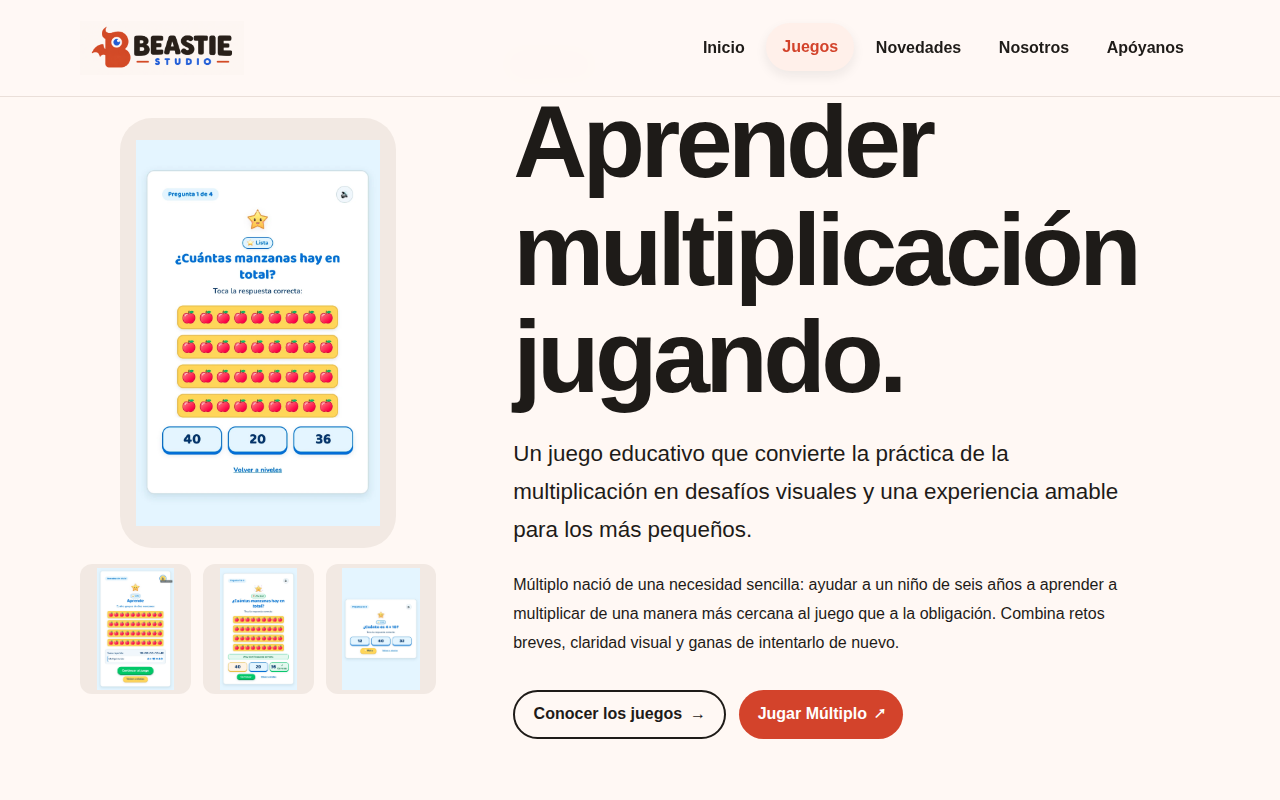 BEASTIE
STUDIO
Inicio
Juegos
Novedades
Nosotros
Apóyanos
Pregunta 1 de 4
Lista
¿Cuántas manzanas hay en
total?
Toca la respuesta correcta:
40 20 36
Volver a niveles
Aprende
¿Cuántas manzanas hay en
total?
40 20 36
Aprender
multiplicación
jugando.
Un juego educativo que convierte la práctica de la
multiplicación en desafíos visuales y una experiencia amable
para los más pequeños.
Múltiplo nació de una necesidad sencilla: ayudar a un niño de seis años a aprender a
multiplicar de una manera más cercana al juego que a la obligación. Combina retos
breves, claridad visual y ganas de intentarlo de nuevo.
Conocer los juegos →
Jugar Múltiplo ↗